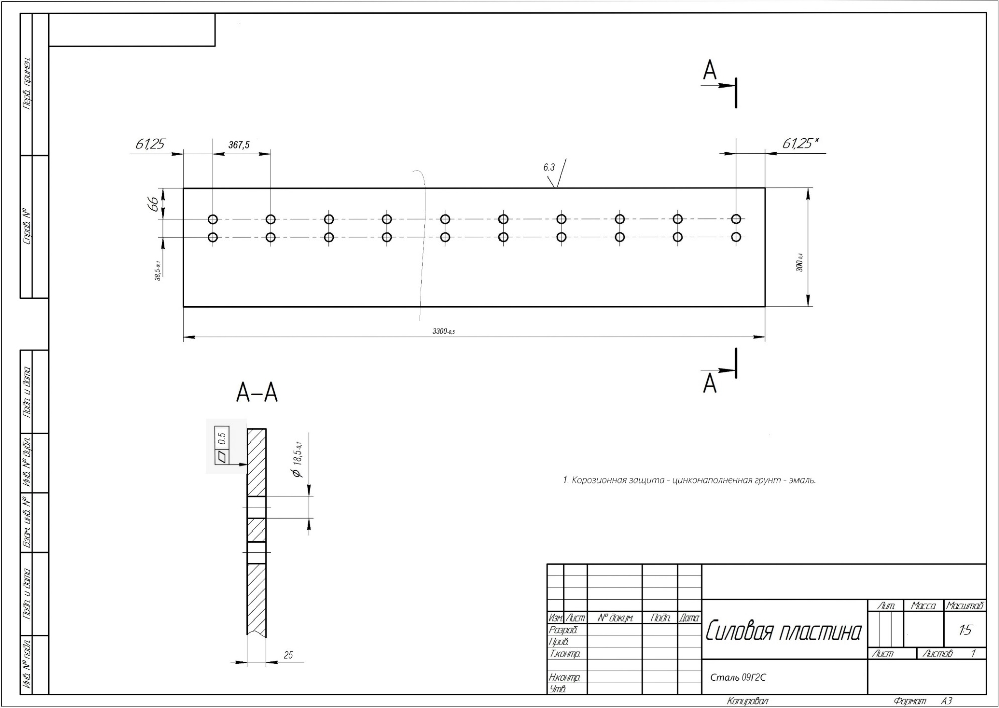 Перв. примен.
Справ. №
Подп. и дата
Инв. № дубл.
Взам. инв. №
Подп. и дата
Инв. № подл.
А
61,25
367,5
61,25*
6.3
66
38,5-0,1
300-0,4
3300-0,5
А
А-А
0.5
ϕ 18,5-0,1
25
1. Корозионная защита - цинконаполненная грунт - эмаль.
Изм. Лист № докум. Подп. Дата
Разраб.
Пров.
Т.контр.
Н.контр.
Утв.
Силовая пластина
Лит. Масса Масштаб
1:5
Лист Листов 1
Сталь 09Г2С
Копировал Формат А3